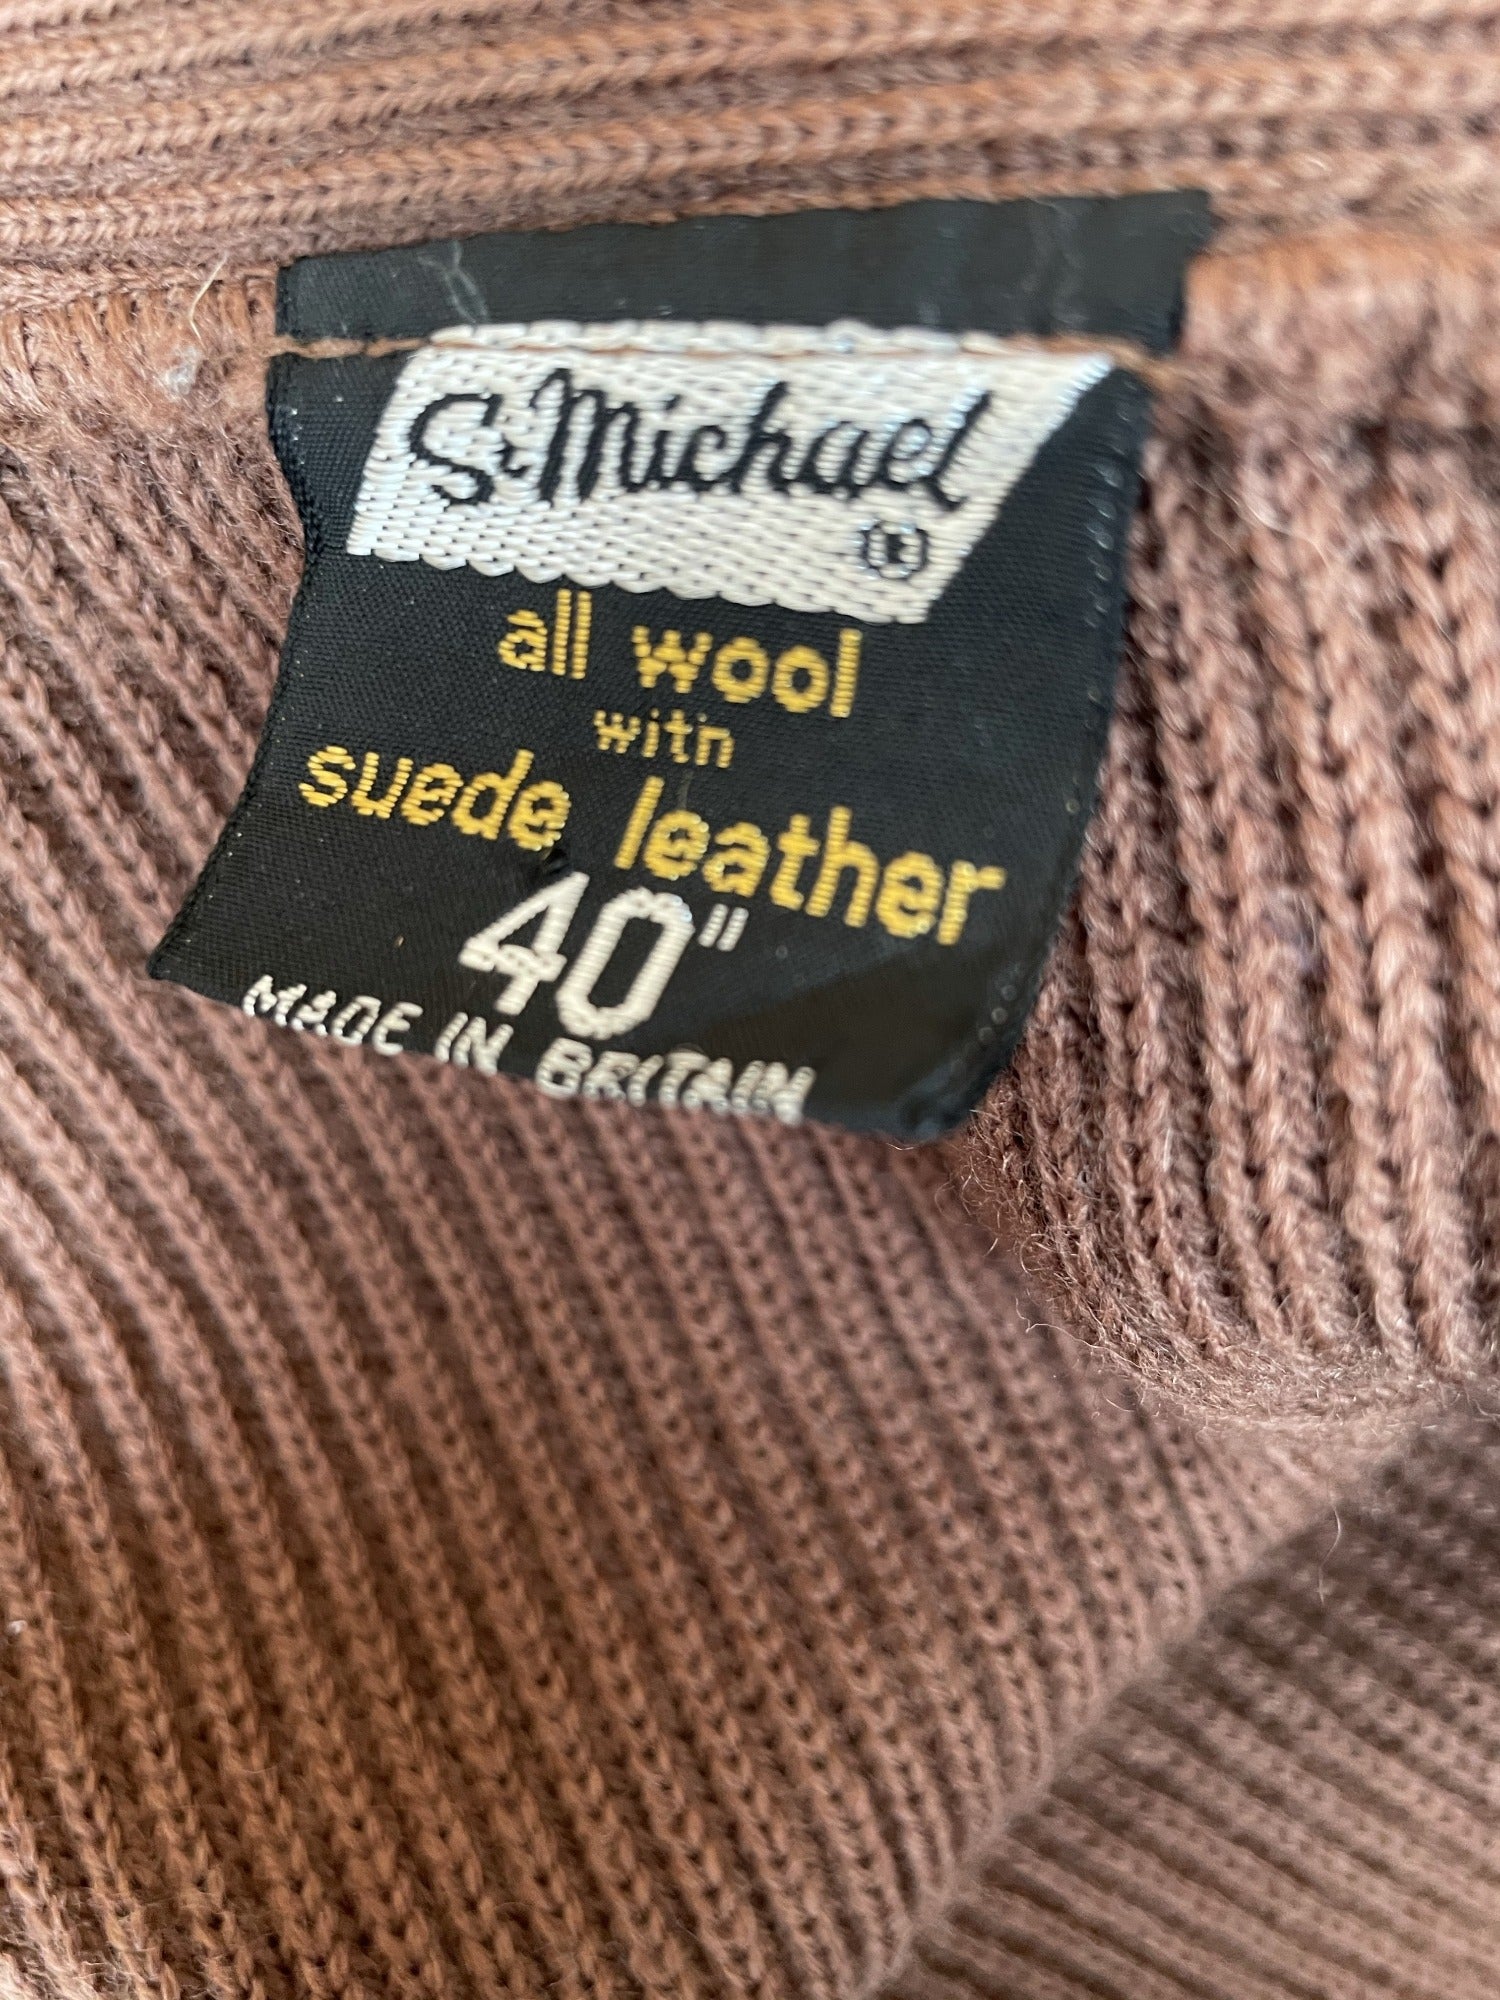 St Michael ®
all wool
with
suede leather
40"
MADE IN BRITAIN